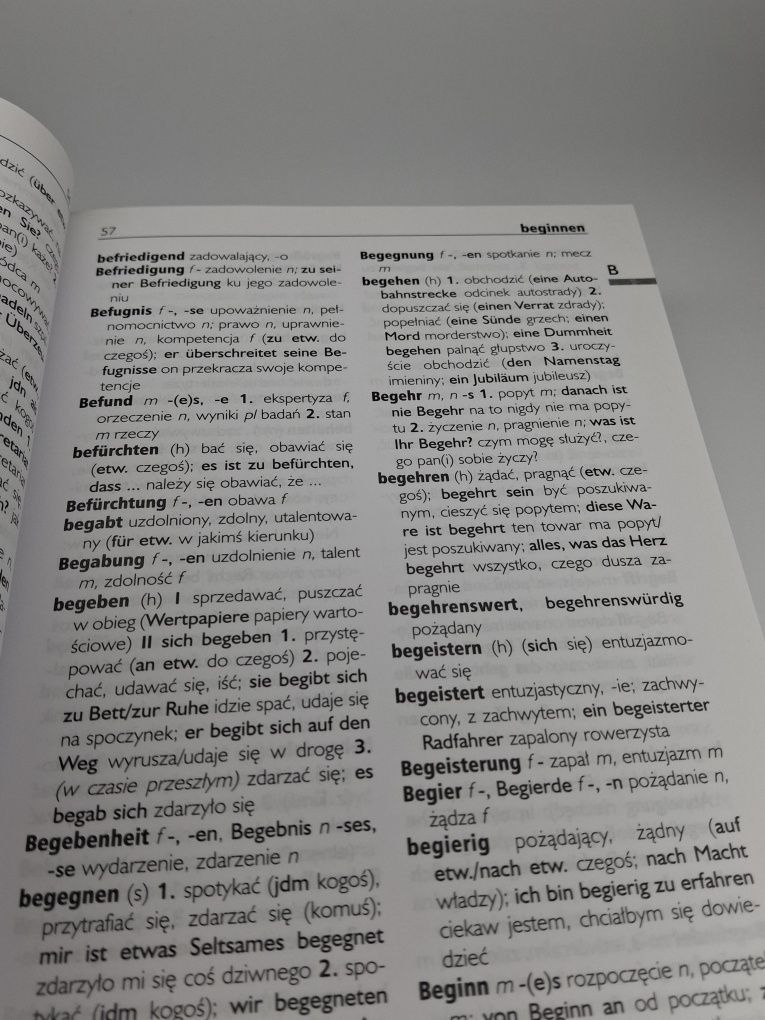 57
beginnen
B
befriedigend zadowalający, -o
Befriedigung f - zadowolenie n; zu sei-
ner Befriedigung ku jego zadowole-
niu
Befugnis f -, -se upoważnienie n, peł-
nomocnictwo n; prawo n, uprawnie-
nie n, kompetencja f (zu etw. do
czegoś); er überschreitet seine Be-
fugnisse on przekracza swoje kompe-
tencje
Befund m -(e)s, -e 1. ekspertyza f,
orzeczenie n, wyniki pl badań 2. stan
m rzeczy
befürchten (h) bać się, obawiać się
(etw. czegoś); es ist zu befürchten,
dass ... należy się obawiać, że ...
Befürchtung f -, -en obawa f
begabt uzdolniony, zdolny, utalentowa-
ny (für etw. w jakimś kierunku)
Begabung f -, -en uzdolnienie n, talent
m, zdolność f
begeben (h) I sprzedawać, puszczać
w obieg (Wertpapiere papiery warto-
ściowe) II sich begeben 1. przystę-
pować (an etw. do czegoś) 2. poje-
chać, udawać się, iść; sie begibt sich
zu Bett/zur Ruhe idzie spać, udaje się
na spoczynek; er begibt sich auf den
Weg wyrusza/udaje się w drogę 3.
(w czasie przeszłym) zdarzać się; es
begab sich zdarzyło się
Begebenheit f -, -en, Begebnis n -ses,
-se wydarzenie, zdarzenie n
begegnen (s) 1. spotykać (jdm kogoś),
przytrafiać się, zdarzać się (komuś);
mir ist etwas Seltsames begegnet
zdarzyło mi się coś dziwnego 2. spo-
tykać (jdm kogoś); wir begegneten
Begegnung f -, -en spotkanie n; mecz
m
begehen (h) 1. obchodzić (eine Auto-
bahnstrecke odcinek autostrady) 2.
dopuszczać się (einen Verrat zdrady);
popełniać (eine Sünde grzech; einen
Mord morderstwo); eine Dummheit
begehen palnąć głupstwo 3. uroczy-
ście obchodzić (den Namenstag
imieniny; ein Jubiläum jubileusz)
Begehr m, n -s 1. popyt m; danach ist
nie Begehr na to nigdy nie ma popy-
tu 2. życzenie n, pragnienie n; was ist
Ihr Begehr? czym mogę służyć?, cze-
go pan(i) sobie życzy?
begehren (h) żądać, pragnąć (etw. cze-
goś); begehrt sein być poszukiwa-
nym, cieszyć się popytem; diese Wa-
re ist begehrt ten towar ma popyt/
jest poszukiwany; alles, was das Herz
begehrt wszystko, czego dusza za-
pragnie
begehrenswert, begehrenswürdig
pożądany
begeistern (h) (sich się) entuzjazmo-
wać się
begeistert entuzjastyczny, -ie; zachwy-
cony, z zachwytem; ein begeisterter
Radfahrer zapalony rowerzysta
Begeisterung f - zapał m, entuzjazm m
Begier f -, Begierde f -, -n pożądanie n,
żądza f
begierig pożądający, żądny (auf
etw./nach etw. czegoś; nach Macht
władzy); ich bin begierig zu erfahren
ciekaw jestem, chciałbym się dowie-
dzieć
Beginn m -(e)s rozpoczęcie n, począte
m; von Beginn an od początku;